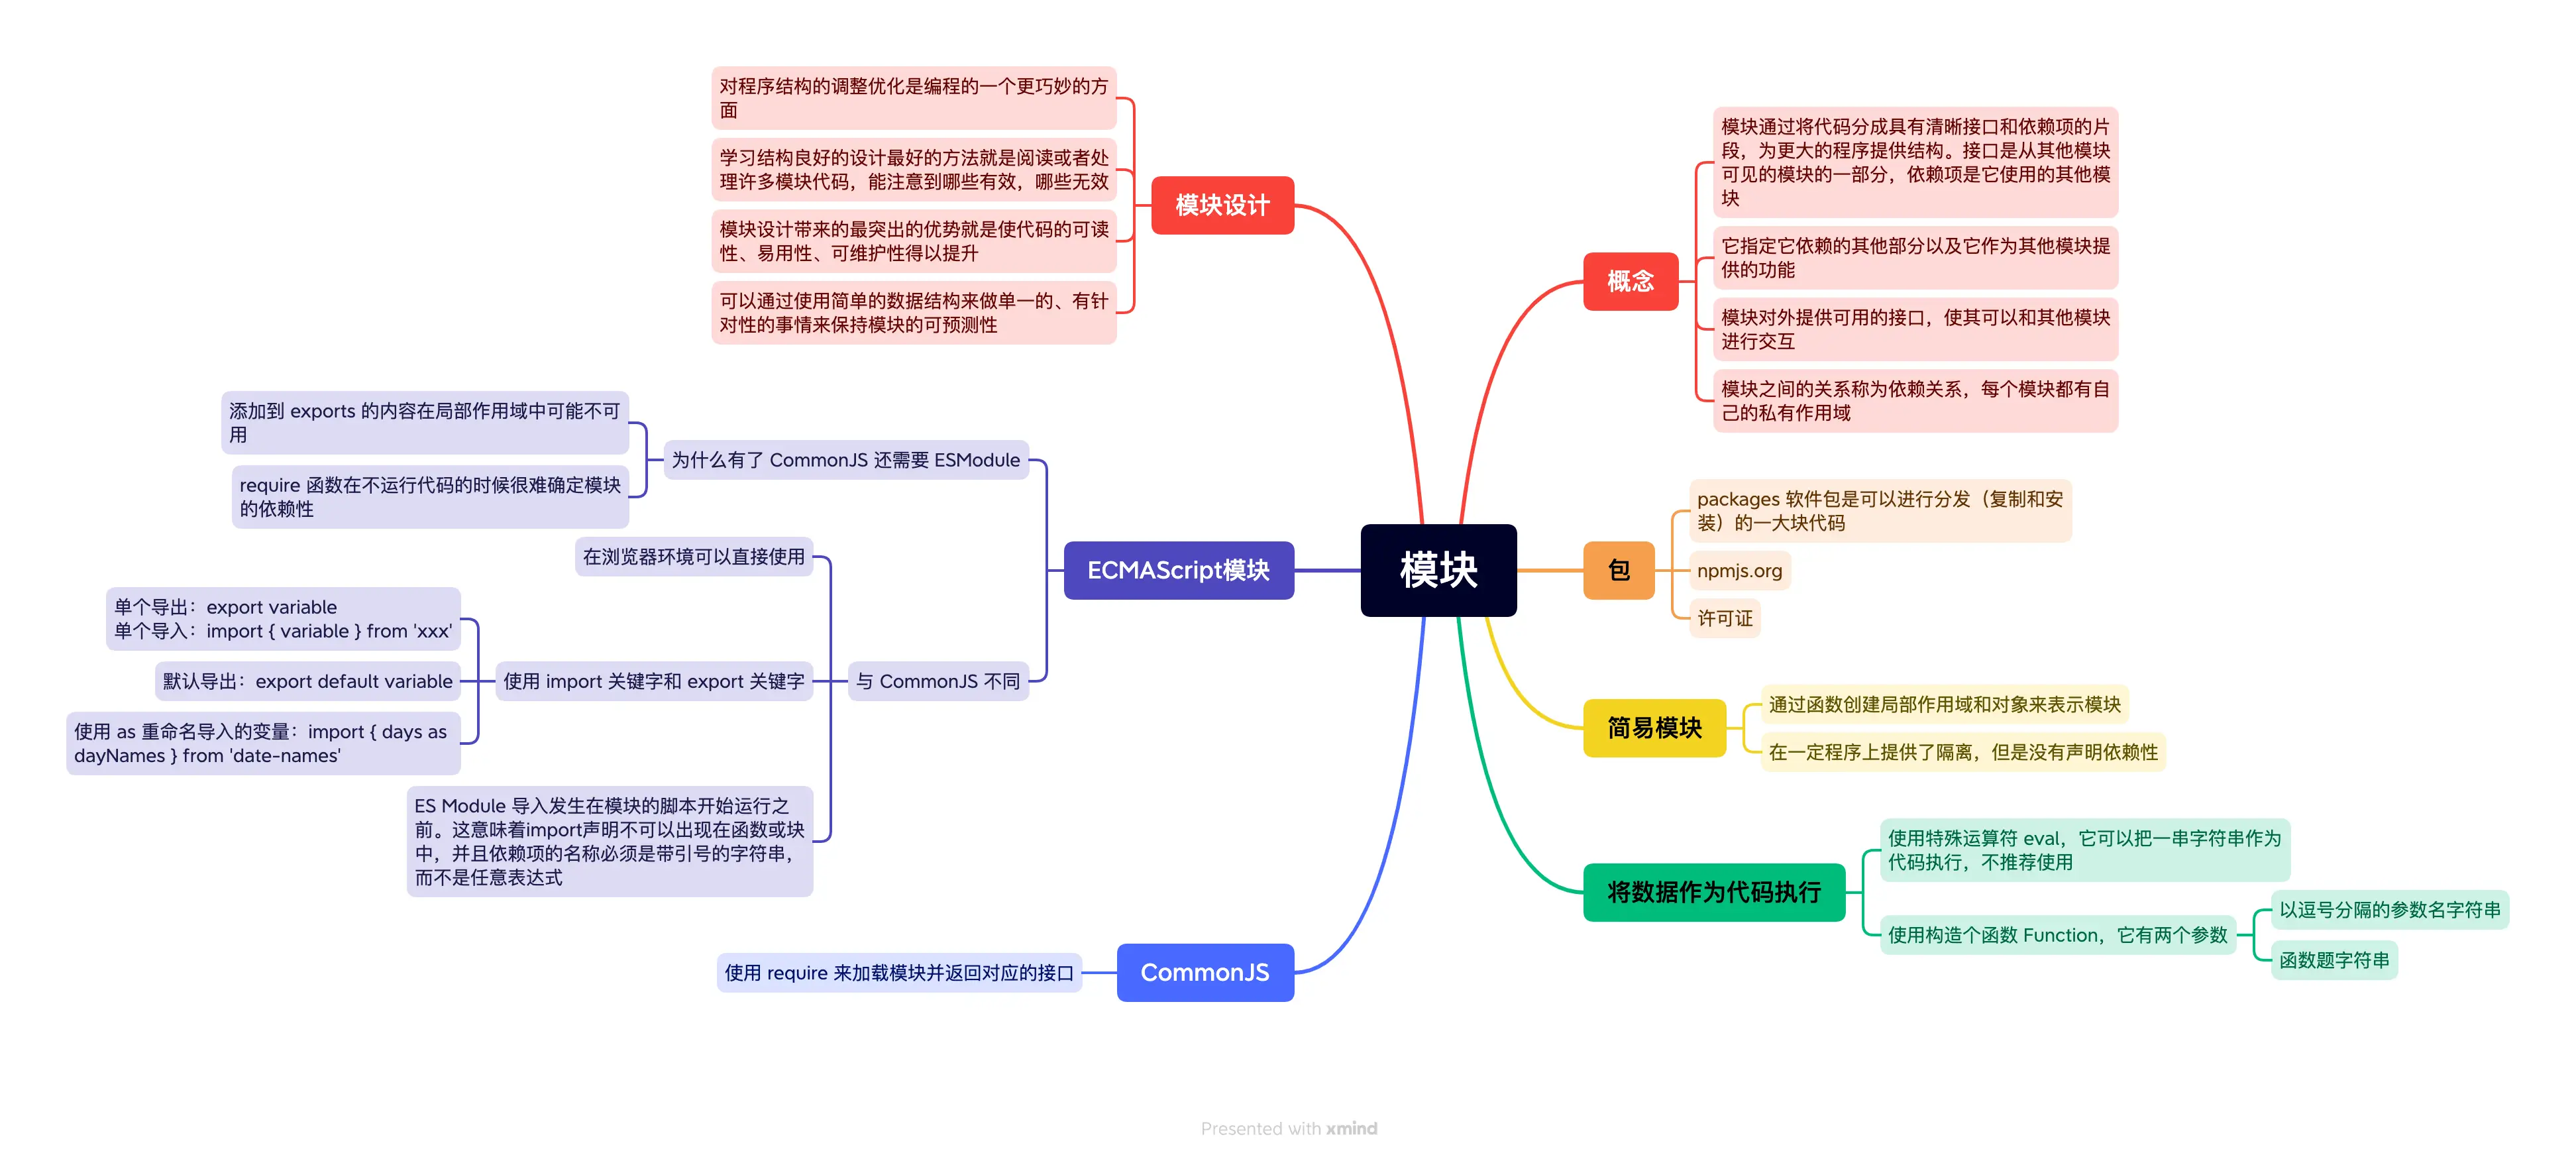 模块
概念
模块通过将代码分成具有清晰接口和依赖项的片
段，为更大的程序提供结构。接口是从其他模块
可见的模块的一部分，依赖项是它使用的其他模
块
它指定它依赖的其他部分以及它作为其他模块提
供的功能
模块对外提供可用的接口，使其可以和其他模块
进行交互
模块之间的关系称为依赖关系，每个模块都有自
己的私有作用域
包
packages 软件包是可以进行分发（复制和安
装）的一大块代码
npmjs.org
许可证
简易模块
通过函数创建局部作用域和对象来表示模块
在一定程序上提供了隔离，但是没有声明依赖性
将数据作为代码执行
使用特殊运算符 eval，它可以把一串字符串作为
代码执行，不推荐使用
使用构造个函数 Function，它有两个参数
以逗号分隔的参数名字符串
函数题字符串
模块设计
对程序结构的调整优化是编程的一个更巧妙的方
面
学习结构良好的设计最好的方法就是阅读或者处
理许多模块代码，能注意到哪些有效，哪些无效
模块设计带来的最突出的优势就是使代码的可读
性、易用性、可维护性得以提升
可以通过使用简单的数据结构来做单一的、有针
对性的事情来保持模块的可预测性
ECMAScript模块
为什么有了 CommonJS 还需要 ESModule
添加到 exports 的内容在局部作用域中可能不可
用
require 函数在不运行代码的时候很难确定模块
的依赖性
与 CommonJS 不同
在浏览器环境可以直接使用
使用 import 关键字和 export 关键字
单个导出：export variable
单个导入：import { variable } from 'xxx'
默认导出：export default variable
使用 as 重命名导入的变量：import { days as
dayNames } from 'date-names'
ES Module 导入发生在模块的脚本开始运行之
前。这意味着import声明不可以出现在函数或块
中，并且依赖项的名称必须是带引号的字符串，
而不是任意表达式
CommonJS
使用 require 来加载模块并返回对应的接口
Presented with xmind